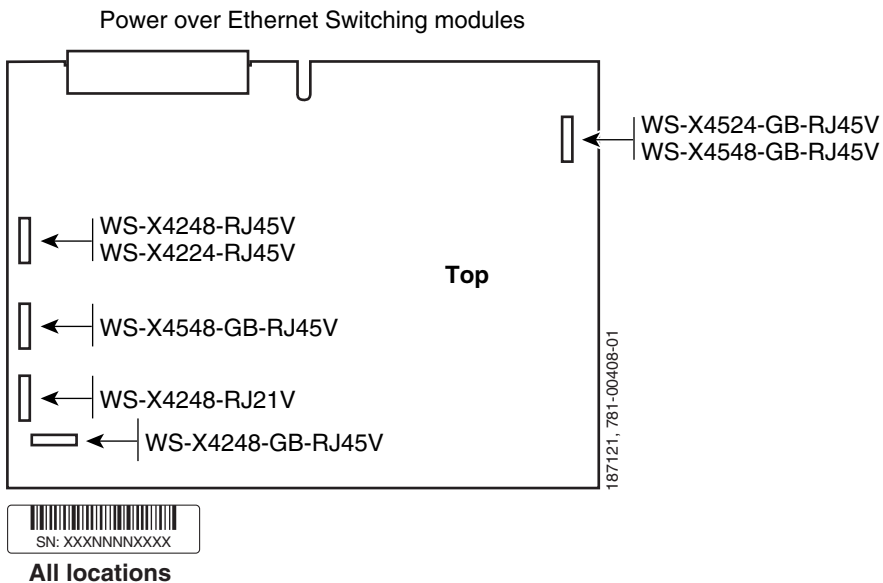 Power over Ethernet Switching modules
WS-X4524-GB-RJ45V
WS-X4548-GB-RJ45V
WS-X4248-RJ45V
WS-X4224-RJ45V
Top
WS-X4548-GB-RJ45V
WS-X4248-RJ21V
WS-X4248-GB-RJ45V
187121, 781-00408-01
SN: XXXNNNNXXXX
All locations